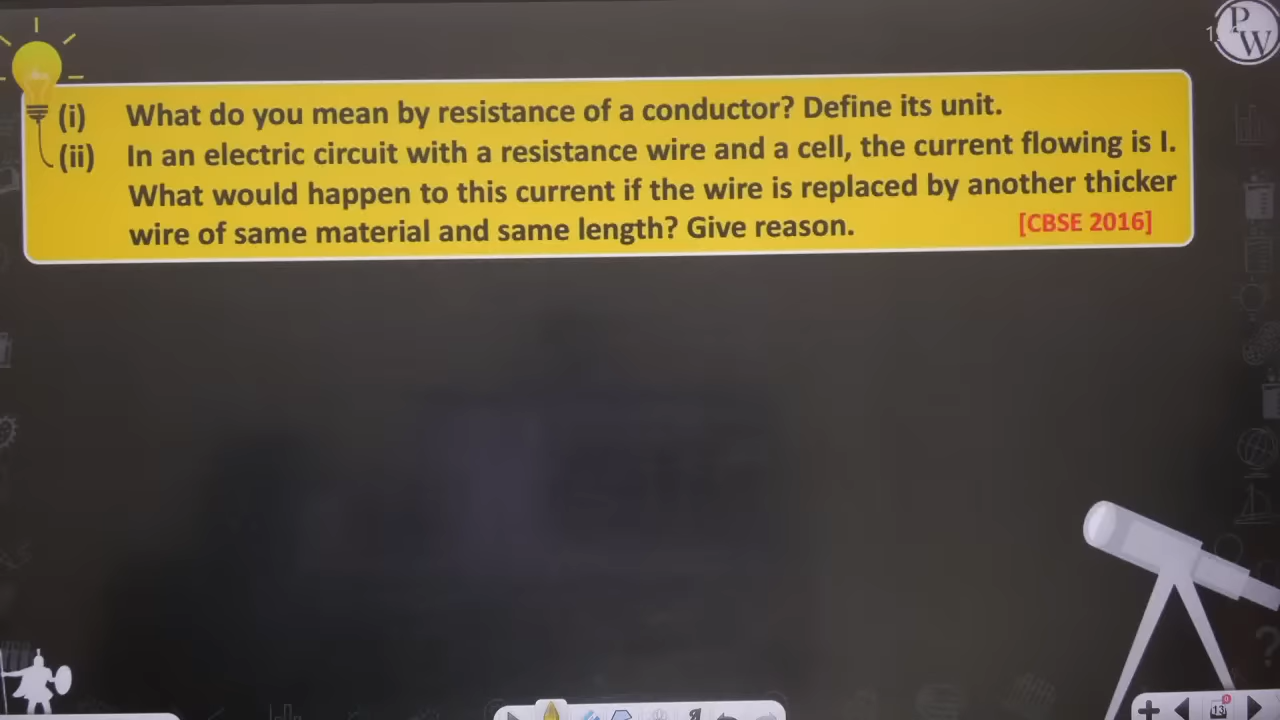 (i) What do you mean by resistance of a conductor? Define its unit.
(ii) In an electric circuit with a resistance wire and a cell, the current flowing is I.
What would happen to this current if the wire is replaced by another thicker
wire of same material and same length? Give reason. [CBSE 2016]
PW
13